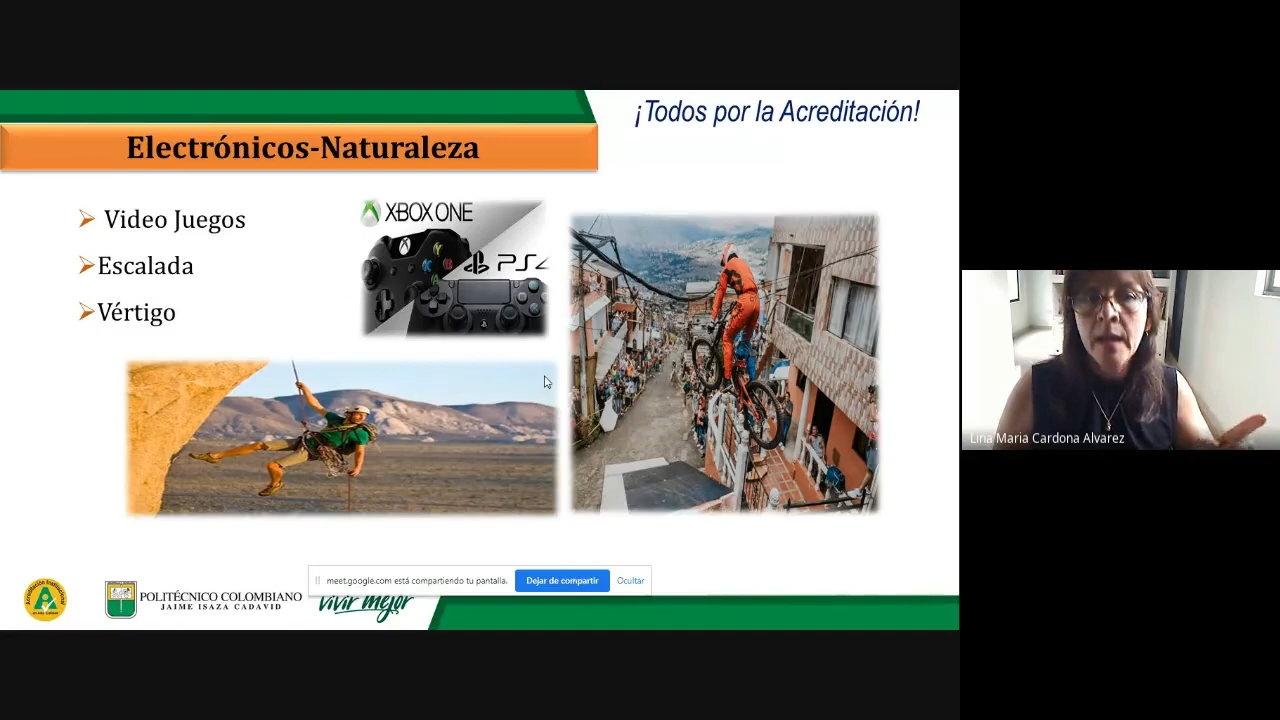 ¡Todos por la Acreditación!
Electrónicos-Naturaleza
Video Juegos
Escalada
Vértigo
XBOX ONE
PS4
Lina Maria Cardona Alvarez
meet.google.com está compartiendo tu pantalla.
Dejar de compartir
Ocultar
POLITÉCNICO COLOMBIANO
JAIME ISAZA CADAVID
vivir mejor